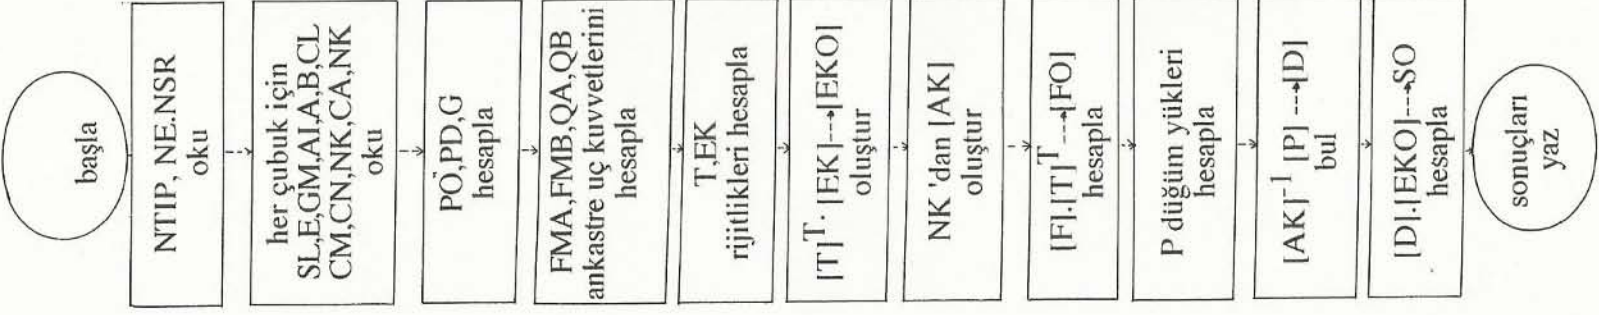 başla
NTIP, NE.NSR
oku
her çubuk için
SL,E,GM,AI,A,B,CL
CM,CN,NK,CA,NK
oku
PÖ,PD,G
hesapla
FMA,FMB,QA,QB
ankastre uç kuvvetlerini
hesapla
T,EK
rijitlikleri hesapla
[T]T. [EK]--→[EKO]
oluştur
NK 'dan [AK]
oluştur
[F].[T]T--→[FO]
hesapla
P düğüm yükleri
hesapla
[AK]-1 [P] --→[D]
bul
[D].[EKO]--→SO
hesapla
sonuçları
yaz